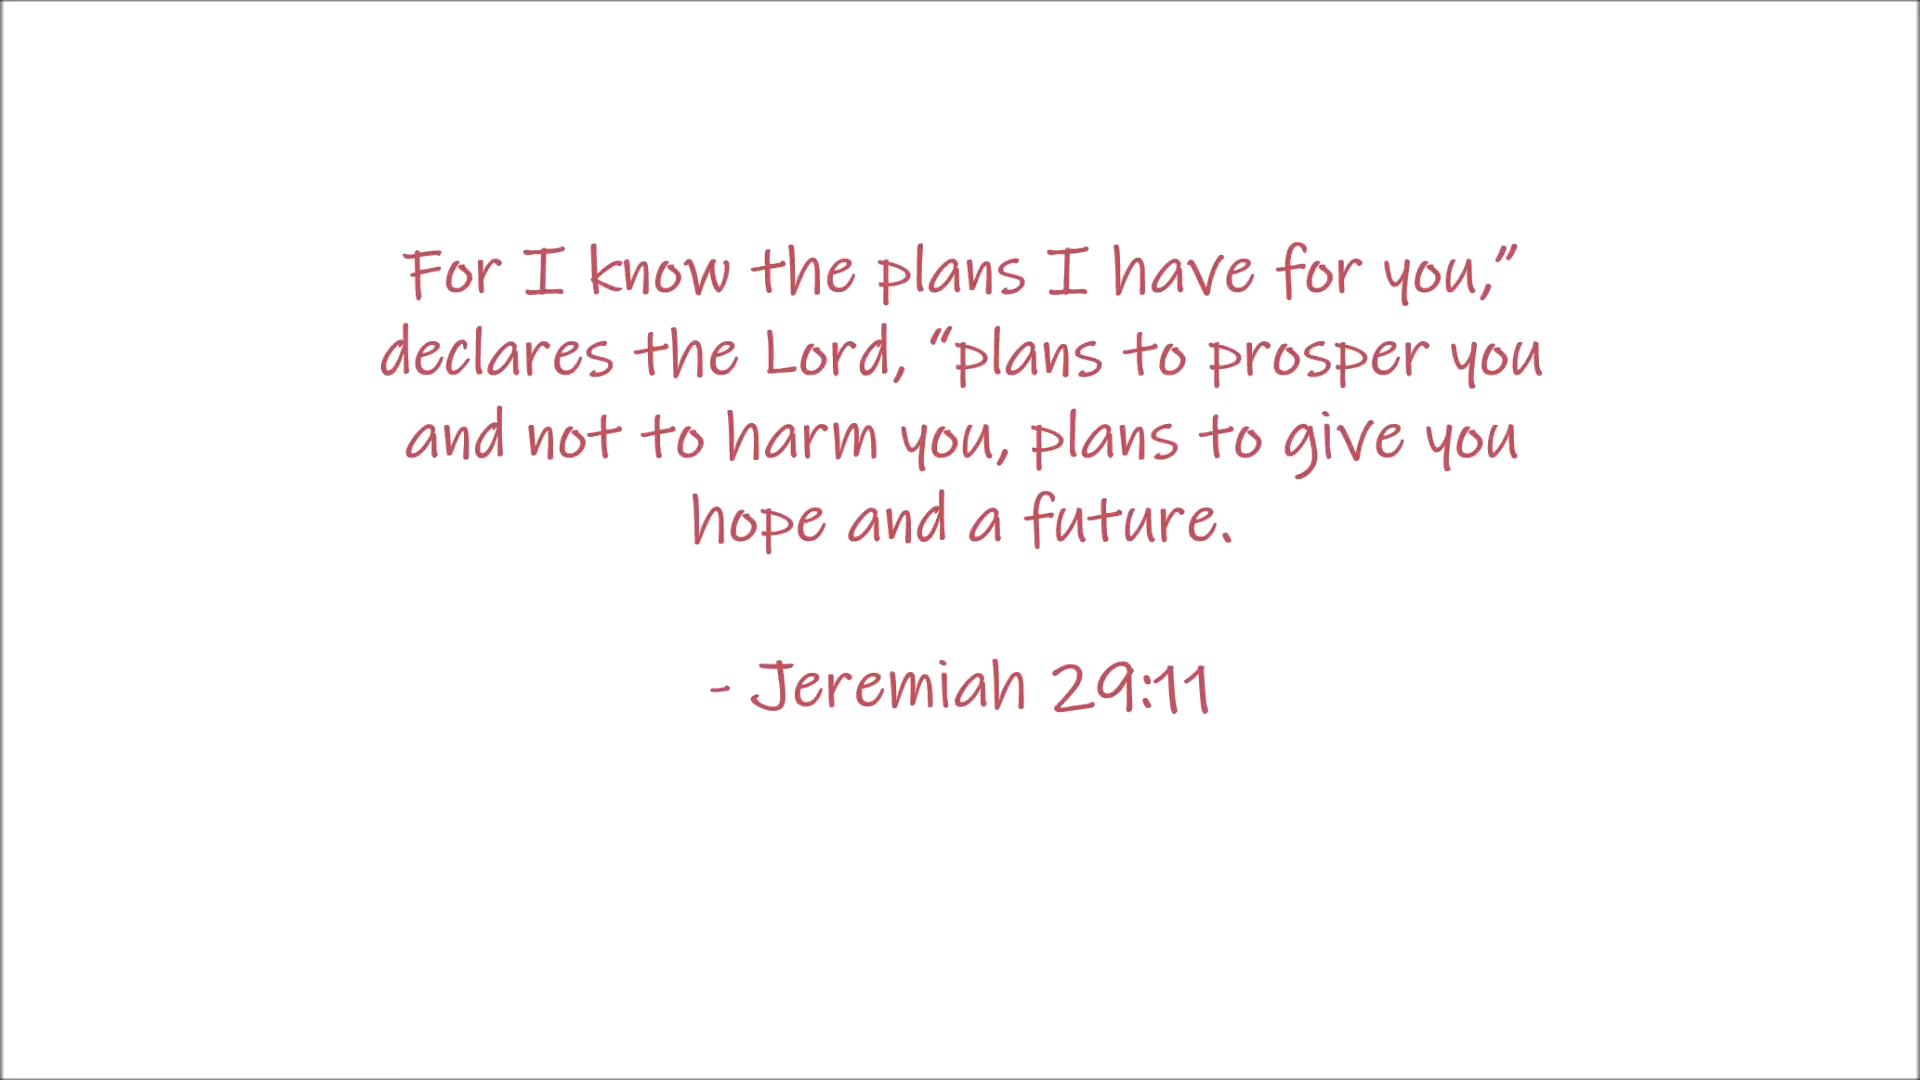 For I know the plans I have for you,”
declares the Lord, “plans to prosper you
and not to harm you, plans to give you
hope and a future.
- Jeremiah 29:11